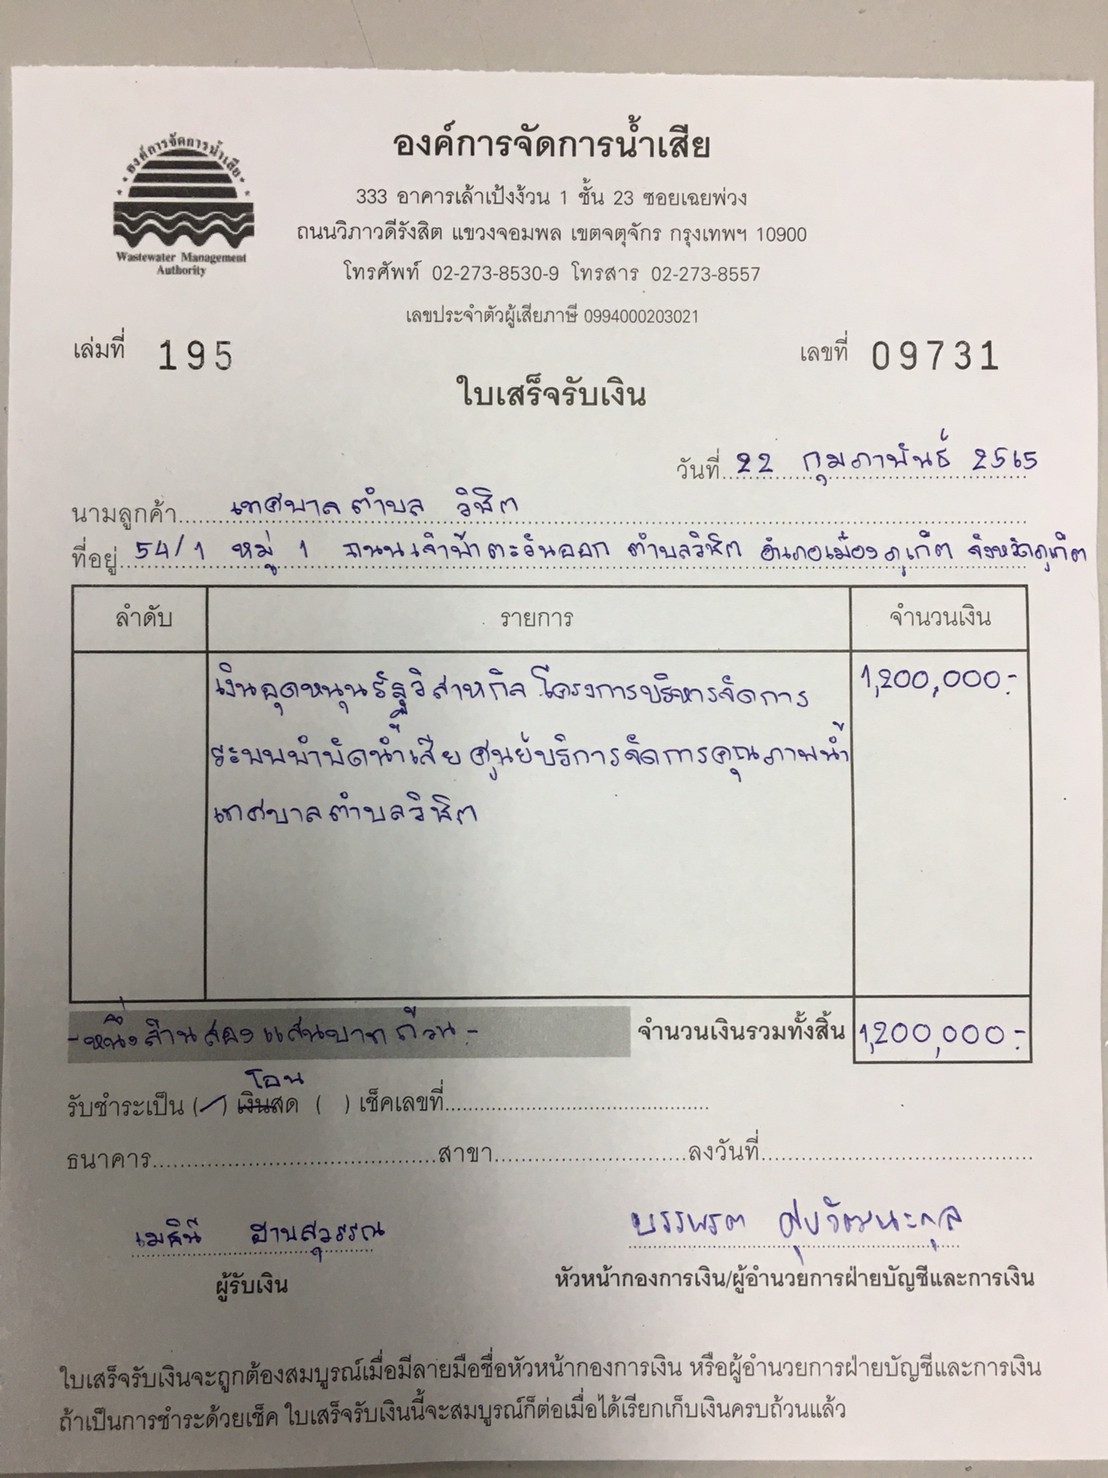 องค์การจัดการน้ำเสีย
Wastewater Management
Authority
องค์การจัดการน้ำเสีย
333 อาคารเล้าเป้งง้วน 1 ชั้น 23 ซอยเฉยพ่วง
ถนนวิภาวดีรังสิต แขวงจอมพล เขตจตุจักร กรุงเทพฯ 10900
โทรศัพท์ 02-273-8530-9 โทรสาร 02-273-8557
เลขประจำตัวผู้เสียภาษี 0994000203021
เล่มที่ 195 เลขที่ 09731
ใบเสร็จรับเงิน
วันที่ 22 กุมภาพันธ์ 2565
นามลูกค้า เทศบาลตำบล วิชิต
ที่อยู่ 54/1 หมู่ 1 ถนนเจ้าฟ้าตะวันออก ตำบลวิชิต อำเภอเมืองภูเก็ต จังหวัดภูเก็ต
ลำดับ รายการ จำนวนเงิน
เงินอุดหนุนรัฐวิสาหกิจ โครงการบริหารจัดการ 1,200,000.-
ระบบบำบัดน้ำเสีย ศูนย์บริการจัดการคุณภาพน้ำ
เทศบาลตำบลวิชิต
-หนึ่งล้านสองแสนบาทถ้วน- จำนวนเงินรวมทั้งสิ้น 1,200,000.-
โอน
รับชำระเป็น (✓) เงินสด ( ) เช็คเลขที่
ธนาคาร สาขา ลงวันที่
เมธินี ฮานสุวรรณ บรรพรต
ผู้รับเงิน หัวหน้ากองการเงิน/ผู้อำนวยการฝ่ายบัญชีและการเงิน
ใบเสร็จรับเงินจะถูกต้องสมบูรณ์เมื่อมีลายมือชื่อหัวหน้ากองการเงิน หรือผู้อำนวยการฝ่ายบัญชีและการเงิน
ถ้าเป็นการชำระด้วยเช็ค ใบเสร็จรับเงินนี้จะสมบูรณ์ก็ต่อเมื่อได้เรียกเก็บเงินครบถ้วนแล้ว